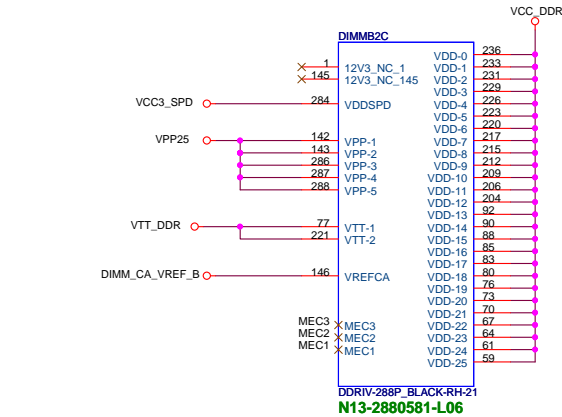 VCC_DDR
DIMMB2C
1 12V3_NC_1
145 12V3_NC_145
VCC3_SPD 284 VDDSPD
VPP25 142 VPP-1
143 VPP-2
286 VPP-3
287 VPP-4
288 VPP-5
VTT_DDR 77 VTT-1
221 VTT-2
DIMM_CA_VREF_B 146 VREFCA
MEC3 MEC3
MEC2 MEC2
MEC1 MEC1
VDD-0 236
VDD-1 233
VDD-2 231
VDD-3 229
VDD-4 226
VDD-5 223
VDD-6 220
VDD-7 217
VDD-8 215
VDD-9 212
VDD-10 209
VDD-11 206
VDD-12 204
VDD-13 92
VDD-14 90
VDD-15 88
VDD-16 85
VDD-17 83
VDD-18 80
VDD-19 76
VDD-20 73
VDD-21 70
VDD-22 67
VDD-23 64
VDD-24 61
VDD-25 59
DDRIV-288P_BLACK-RH-21
N13-2880581-L06